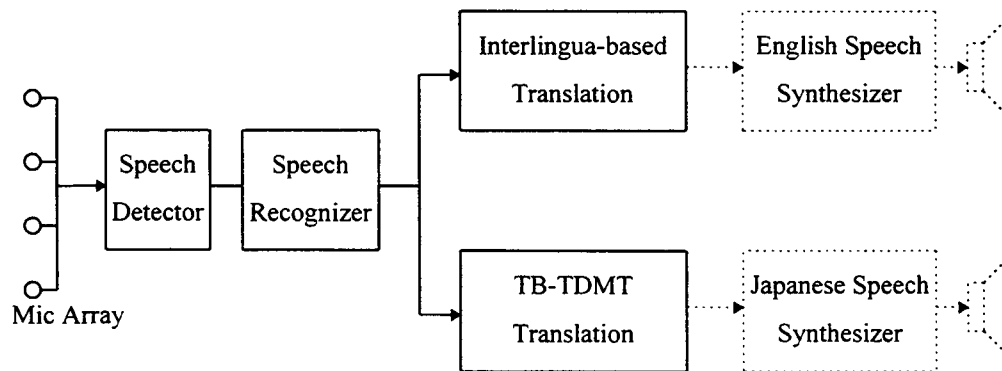 Interlingua-based
Translation
English Speech
Synthesizer
Speech
Detector
Speech
Recognizer
Mic Array
TB-TDMT
Translation
Japanese Speech
Synthesizer